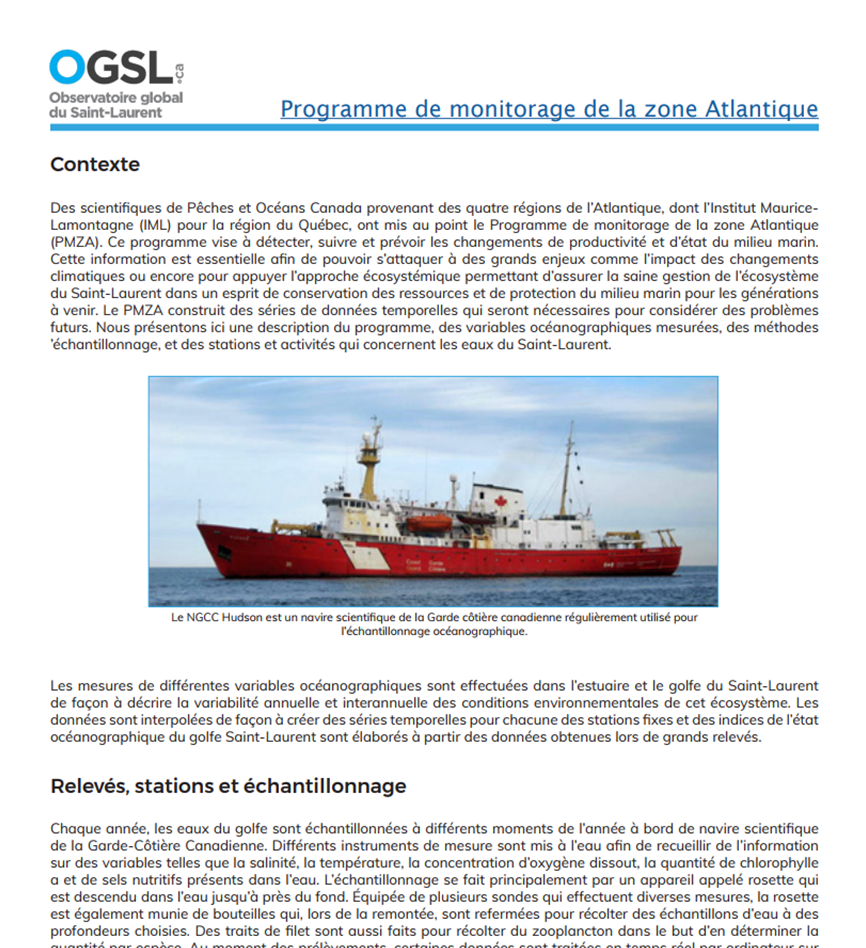 OGSL.ca
Observatoire global
du Saint-Laurent
Programme de monitorage de la zone Atlantique
Contexte
Des scientifiques de Pêches et Océans Canada provenant des quatre régions de l'Atlantique, dont l'Institut Maurice-
Lamontagne (IML) pour la région du Québec, ont mis au point le Programme de monitorage de la zone Atlantique
(PMZA). Ce programme vise à détecter, suivre et prévoir les changements de productivité et d'état du milieu marin.
Cette information est essentielle afin de pouvoir s'attaquer à des grands enjeux comme l'impact des changements
climatiques ou encore pour appuyer l'approche écosystémique permettant d'assurer la saine gestion de l'écosystème
du Saint-Laurent dans un esprit de conservation des ressources et de protection du milieu marin pour les générations
à venir. Le PMZA construit des séries de données temporelles qui seront nécessaires pour considérer des problèmes
futurs. Nous présentons ici une description du programme, des variables océanographiques mesurées, des méthodes
'échantillonnage, et des stations et activités qui concernent les eaux du Saint-Laurent.
Le NGCC Hudson est un navire scientifique de la Garde côtière canadienne régulièrement utilisé pour
l'échantillonnage océanographique.
Les mesures de différentes variables océanographiques sont effectuées dans l'estuaire et le golfe du Saint-Laurent
de façon à décrire la variabilité annuelle et interannuelle des conditions environnementales de cet écosystème. Les
données sont interpolées de façon à créer des séries temporelles pour chacune des stations fixes et des indices de l'état
océanographique du golfe Saint-Laurent sont élaborés à partir des données obtenues lors de grands relevés.
Relevés, stations et échantillonnage
Chaque année, les eaux du golfe sont échantillonnées à différents moments de l'année à bord de navire scientifique
de la Garde-Côtière Canadienne. Différents instruments de mesure sont mis à l'eau afin de recueillir de l'information
sur des variables telles que la salinité, la température, la concentration d'oxygène dissout, la quantité de chlorophylle
a et de sels nutritifs présents dans l'eau. L'échantillonnage se fait principalement par un appareil appelé rosette qui
est descendu dans l'eau jusqu'à près du fond. Équipée de plusieurs sondes qui effectuent diverses mesures, la rosette
est également munie de bouteilles qui, lors de la remontée, sont refermées pour récolter des échantillons d'eau à des
profondeurs choisies. Des traits de filet sont aussi faits pour récolter du zooplancton dans le but d'en déterminer la
quantité par espèce. Au moment des prélèvements, certaines données sont traitées en temps réel par ordinateur sur